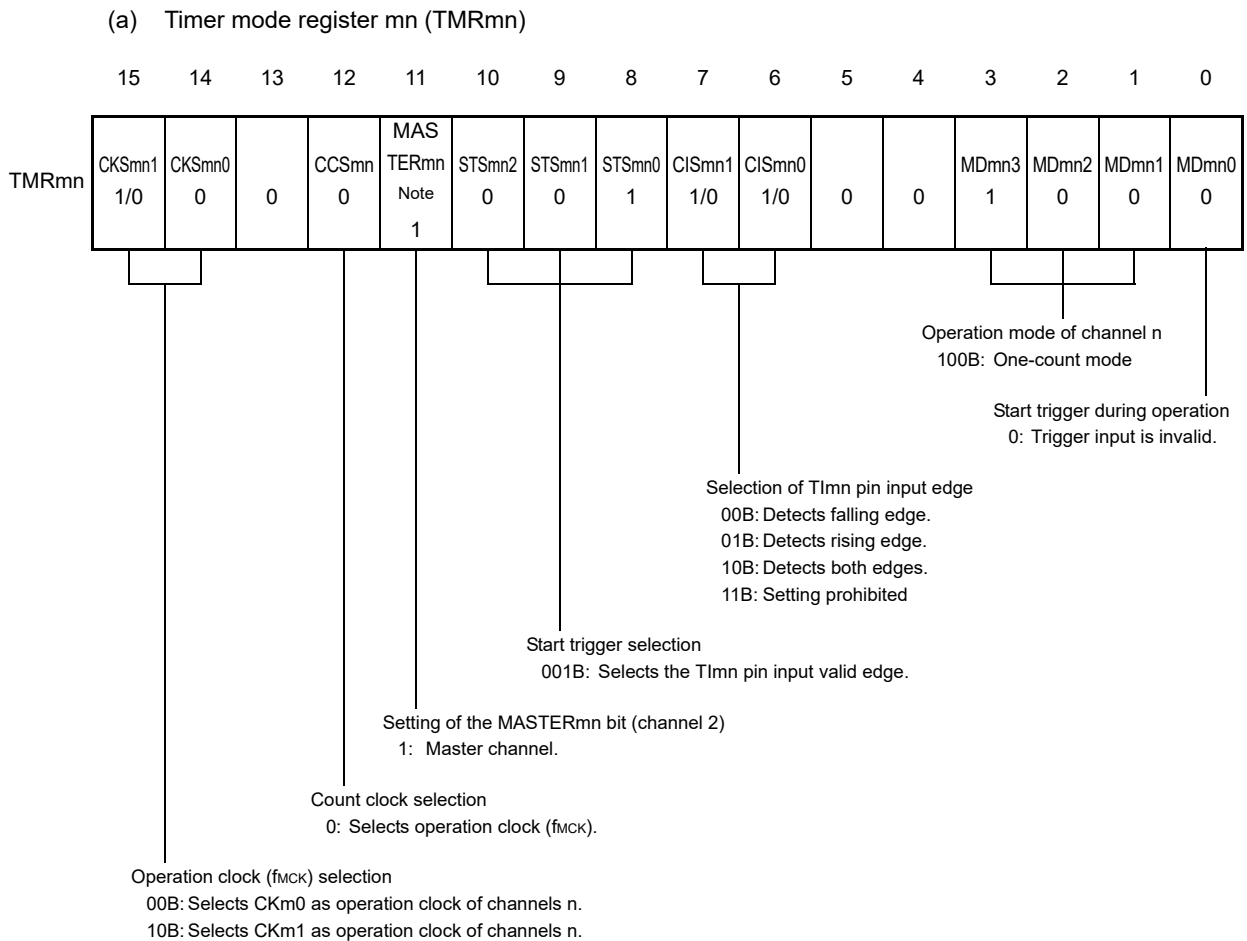 (a) Timer mode register mn (TMRmn)
15 14 13 12 11 10 9 8 7 6 5 4 3 2 1 0
TMRmn
CKSmn1 CKSmn0 CCSmn MAS TERmn Note STSmn2 STSmn1 STSmn0 CISmn1 CISmn0 MDmn3 MDmn2 MDmn1 MDmn0
1/0 0 0 0 1 0 0 1 1/0 1/0 0 0 1 0 0 0
Operation mode of channel n
100B: One-count mode
Start trigger during operation
0: Trigger input is invalid.
Selection of TImn pin input edge
00B: Detects falling edge.
01B: Detects rising edge.
10B: Detects both edges.
11B: Setting prohibited
Start trigger selection
001B: Selects the TImn pin input valid edge.
Setting of the MASTERmn bit (channel 2)
1: Master channel.
Count clock selection
0: Selects operation clock (fMCK).
Operation clock (fMCK) selection
00B: Selects CKm0 as operation clock of channels n.
10B: Selects CKm1 as operation clock of channels n.